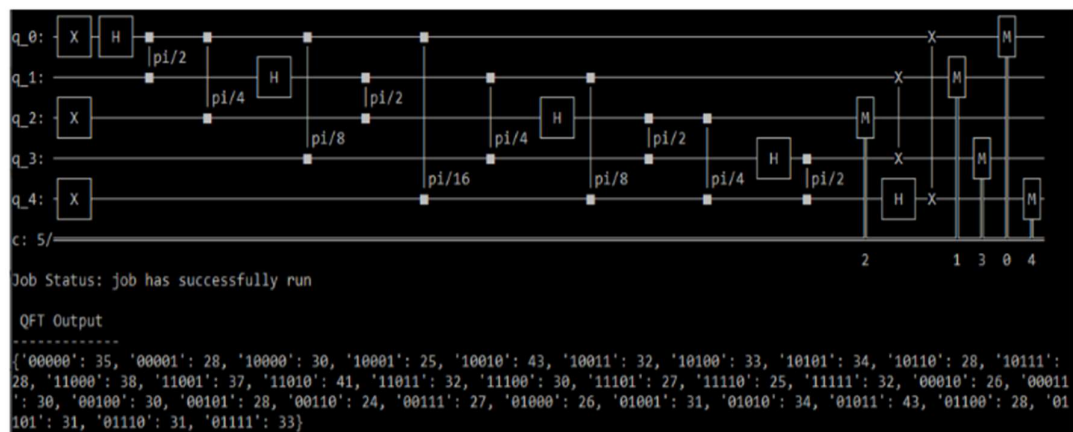 q_0: X H X M
|pi/2
q_1: H X M
|pi/4 |pi/2
q_2: X H M
|pi/8 |pi/4 |pi/2
q_3: H X M
|pi/16 |pi/8 |pi/4 |pi/2
q_4: X H X M
c: 5/
2 1 3 0 4
Job Status: job has successfully run
QFT Output
-------------
{'00000': 35, '00001': 28, '10000': 30, '10001': 25, '10010': 43, '10011': 32, '10100': 33, '10101': 34, '10110': 28, '10111':
28, '11000': 38, '11001': 37, '11010': 41, '11011': 32, '11100': 30, '11101': 27, '11110': 25, '11111': 32, '00010': 26, '00011
': 30, '00100': 30, '00101': 28, '00110': 24, '00111': 27, '01000': 26, '01001': 31, '01010': 34, '01011': 43, '01100': 28, '01
101': 31, '01110': 31, '01111': 33}